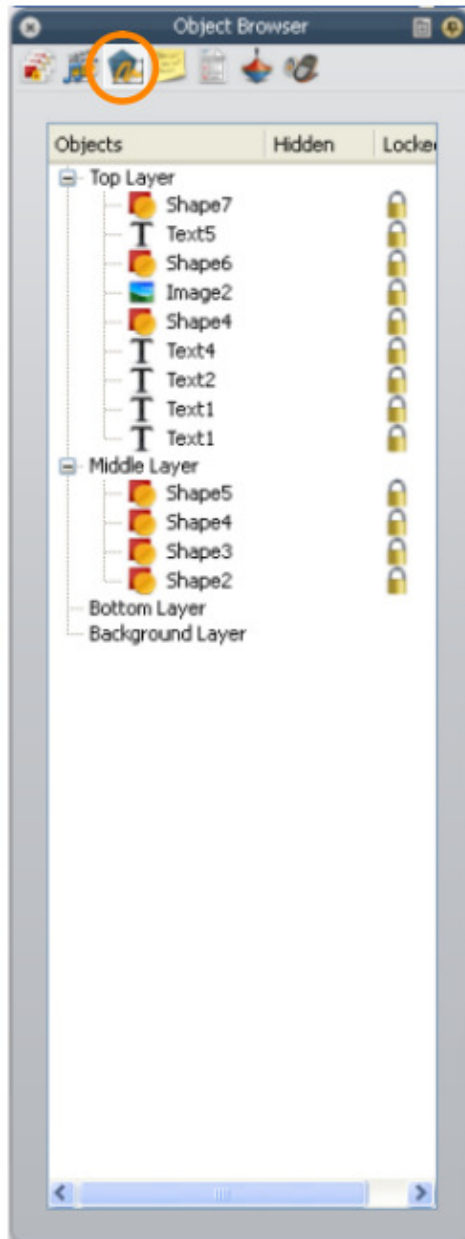 Object Browser
Objects Hidden Locke
Top Layer
Shape7
Text5
Shape6
Image2
Shape4
Text4
Text2
Text1
Text1
Middle Layer
Shape5
Shape4
Shape3
Shape2
Bottom Layer
Background Layer